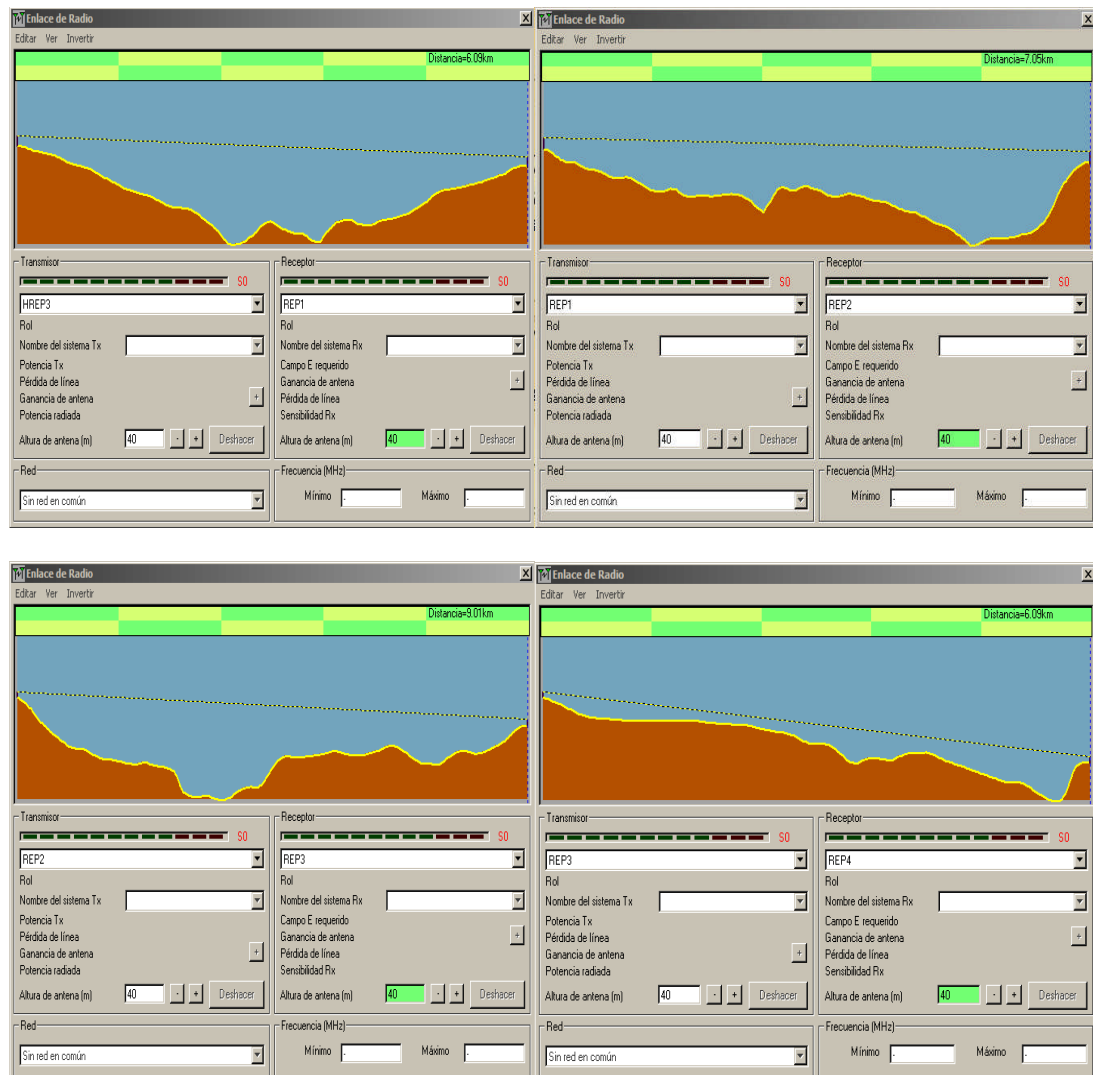 Enlace de Radio X
Editar Ver Invertir
Distancia=6.09km
Transmisor
S0
HREP3
Rol
Nombre del sistema Tx
Potencia Tx
Pérdida de línea
Ganancia de antena +
Potencia radiada
Altura de antena (m) 40 - + Deshacer
Receptor
S0
REP1
Rol
Nombre del sistema Rx
Campo E requerido
Ganancia de antena +
Pérdida de línea
Sensibilidad Rx
Altura de antena (m) 40 - + Deshacer
Red
Sin red en común
Frecuencia (MHz)
Mínimo - Máximo -
Enlace de Radio X
Editar Ver Invertir
Distancia=7.05km
Transmisor
S0
REP1
Rol
Nombre del sistema Tx
Potencia Tx
Pérdida de línea
Ganancia de antena +
Potencia radiada
Altura de antena (m) 40 - + Deshacer
Receptor
S0
REP2
Rol
Nombre del sistema Rx
Campo E requerido
Ganancia de antena +
Pérdida de línea
Sensibilidad Rx
Altura de antena (m) 40 - + Deshacer
Red
Sin red en común
Frecuencia (MHz)
Mínimo - Máximo -
Enlace de Radio X
Editar Ver Invertir
Distancia=9.01km
Transmisor
S0
REP2
Rol
Nombre del sistema Tx
Potencia Tx
Pérdida de línea
Ganancia de antena +
Potencia radiada
Altura de antena (m) 40 - + Deshacer
Receptor
S0
REP3
Rol
Nombre del sistema Rx
Campo E requerido
Ganancia de antena +
Pérdida de línea
Sensibilidad Rx
Altura de antena (m) 40 - + Deshacer
Red
Sin red en común
Frecuencia (MHz)
Mínimo - Máximo -
Enlace de Radio X
Editar Ver Invertir
Distancia=6.09km
Transmisor
S0
REP3
Rol
Nombre del sistema Tx
Potencia Tx
Pérdida de línea
Ganancia de antena +
Potencia radiada
Altura de antena (m) 40 - + Deshacer
Receptor
S0
REP4
Rol
Nombre del sistema Rx
Campo E requerido
Ganancia de antena +
Pérdida de línea
Sensibilidad Rx
Altura de antena (m) 40 - + Deshacer
Red
Sin red en común
Frecuencia (MHz)
Mínimo - Máximo -